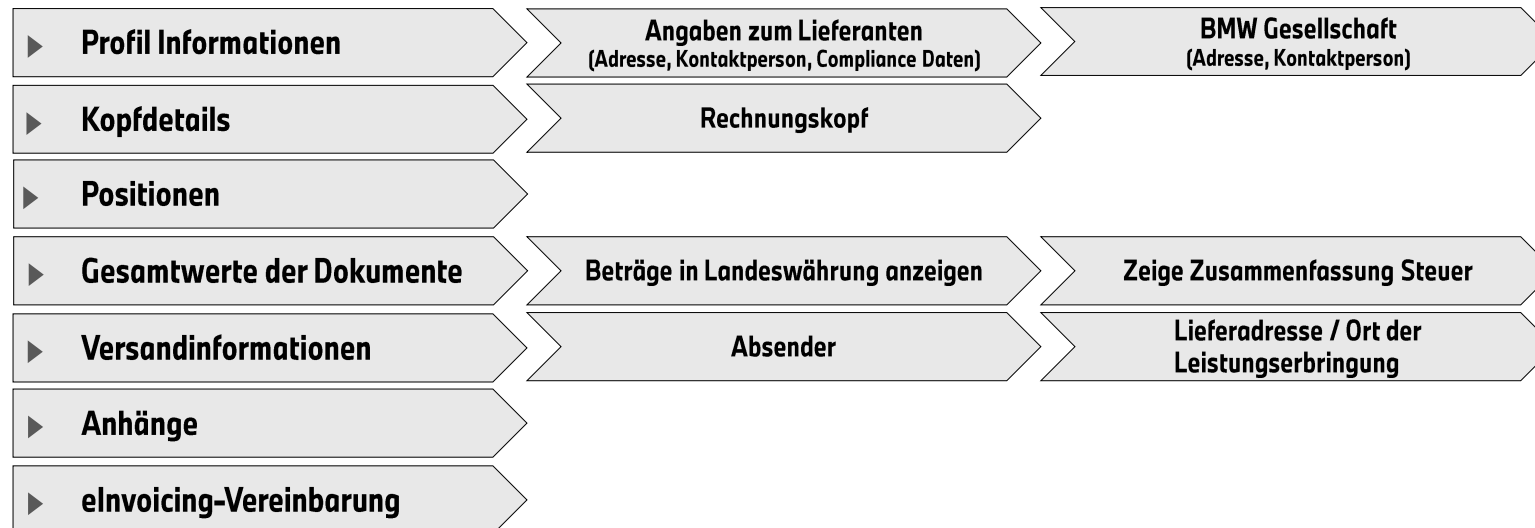 Profil Informationen
Angaben zum Lieferanten
(Adresse, Kontaktperson, Compliance Daten)
BMW Gesellschaft
(Adresse, Kontaktperson)
Kopfdetails
Rechnungskopf
Positionen
Gesamtwerte der Dokumente
Beträge in Landeswährung anzeigen
Zeige Zusammenfassung Steuer
Versandinformationen
Absender
Lieferadresse / Ort der
Leistungserbringung
Anhänge
eInvoicing-Vereinbarung